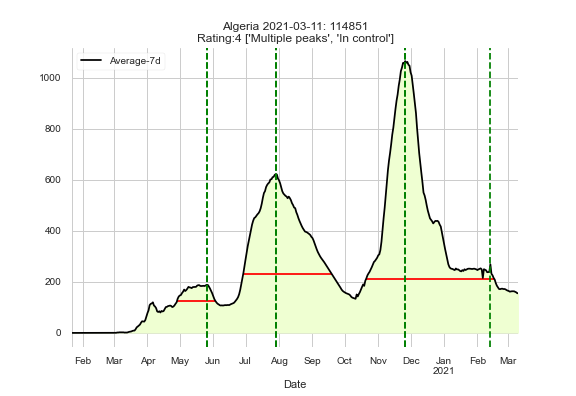 Algeria 2021-03-11: 114851
Rating:4 ['Multiple peaks', 'In control']
Average-7d
1000
800
600
400
200
0
Feb Mar Apr May Jun Jul Aug Sep Oct Nov Dec Jan Feb Mar
2021
Date